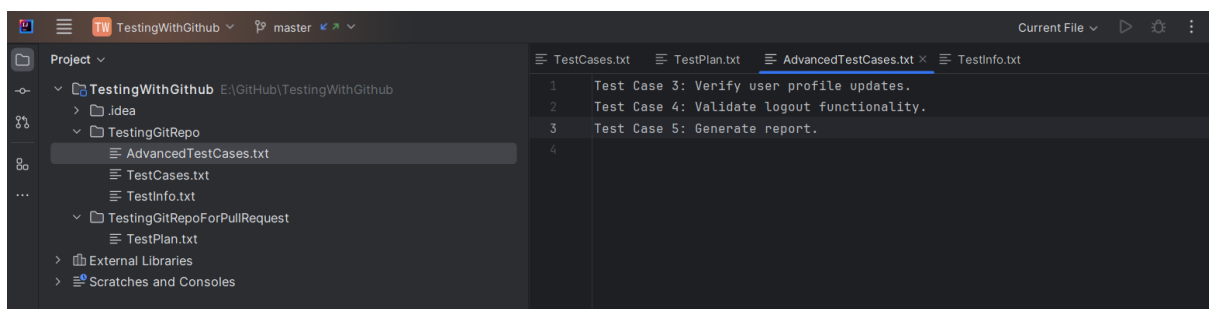 TW TestingWithGithub master Current File
Project
TestingWithGithub E:\GitHub\TestingWithGithub
.idea
TestingGitRepo
AdvancedTestCases.txt
TestCases.txt
TestInfo.txt
TestingGitRepoForPullRequest
TestPlan.txt
External Libraries
Scratches and Consoles
TestCases.txt TestPlan.txt AdvancedTestCases.txt TestInfo.txt
1 Test Case 3: Verify user profile updates.
2 Test Case 4: Validate logout functionality.
3 Test Case 5: Generate report.
4